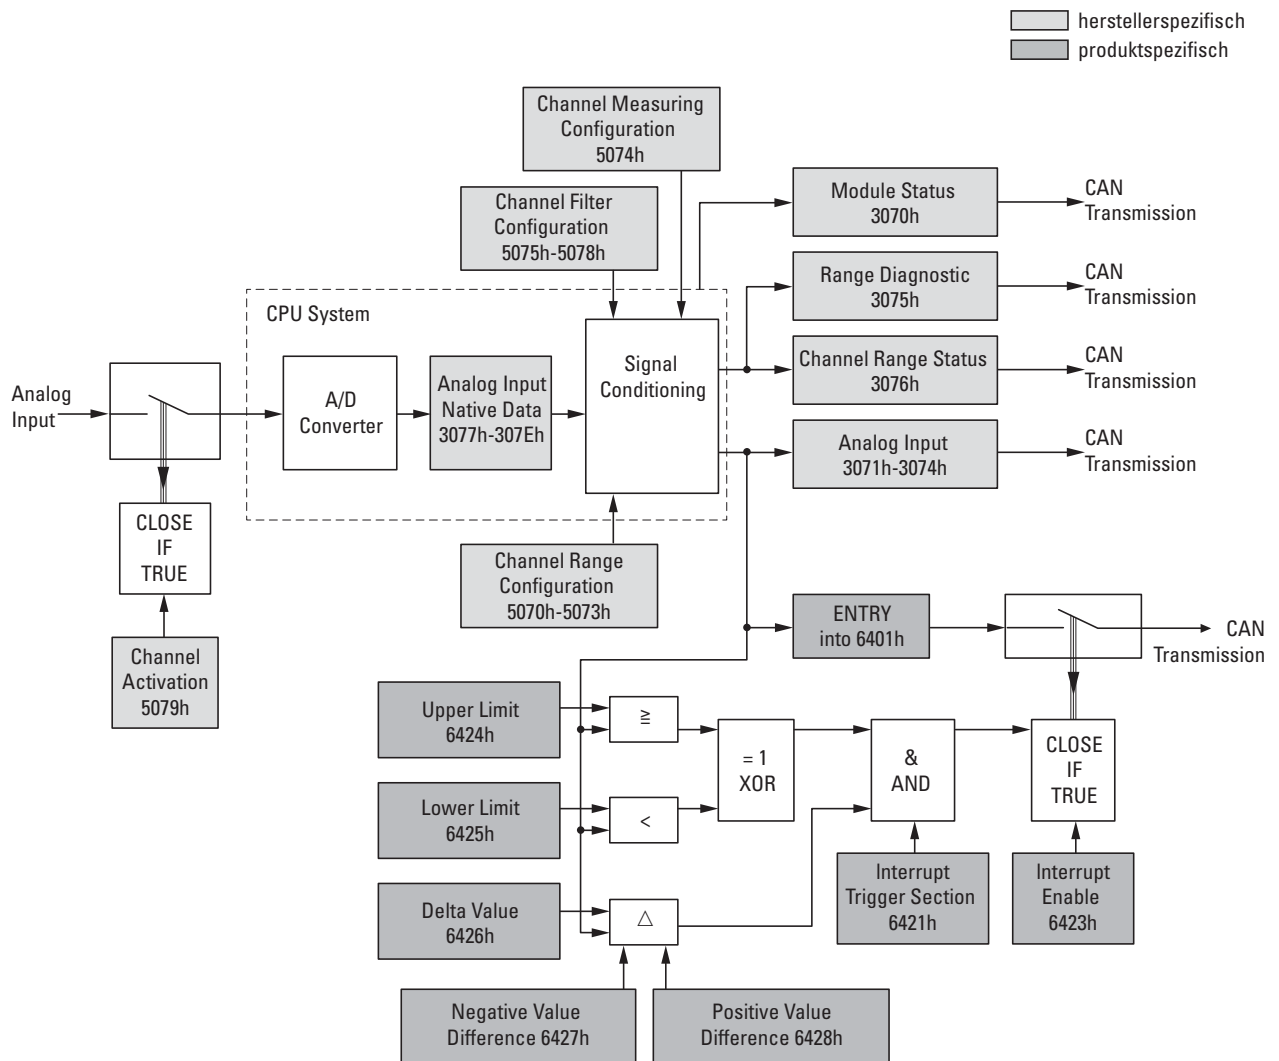 herstellerspezifisch
produktspezifisch
Channel Measuring
Configuration
5074h
Channel Filter
Configuration
5075h-5078h
Module Status
3070h
CAN
Transmission
Range Diagnostic
3075h
CAN
Transmission
CPU System
Channel Range Status
3076h
CAN
Transmission
Analog
Input
A/D
Converter
Analog Input
Native Data
3077h-307Eh
Signal
Conditioning
Analog Input
3071h-3074h
CAN
Transmission
CLOSE
IF
TRUE
Channel Range
Configuration
5070h-5073h
Channel
Activation
5079h
ENTRY
into 6401h
CAN
Transmission
Upper Limit
6424h
≧
= 1
XOR
&
AND
CLOSE
IF
TRUE
Lower Limit
6425h
<
Delta Value
6426h
△
Interrupt
Trigger Section
6421h
Interrupt
Enable
6423h
Negative Value
Difference 6427h
Positive Value
Difference 6428h